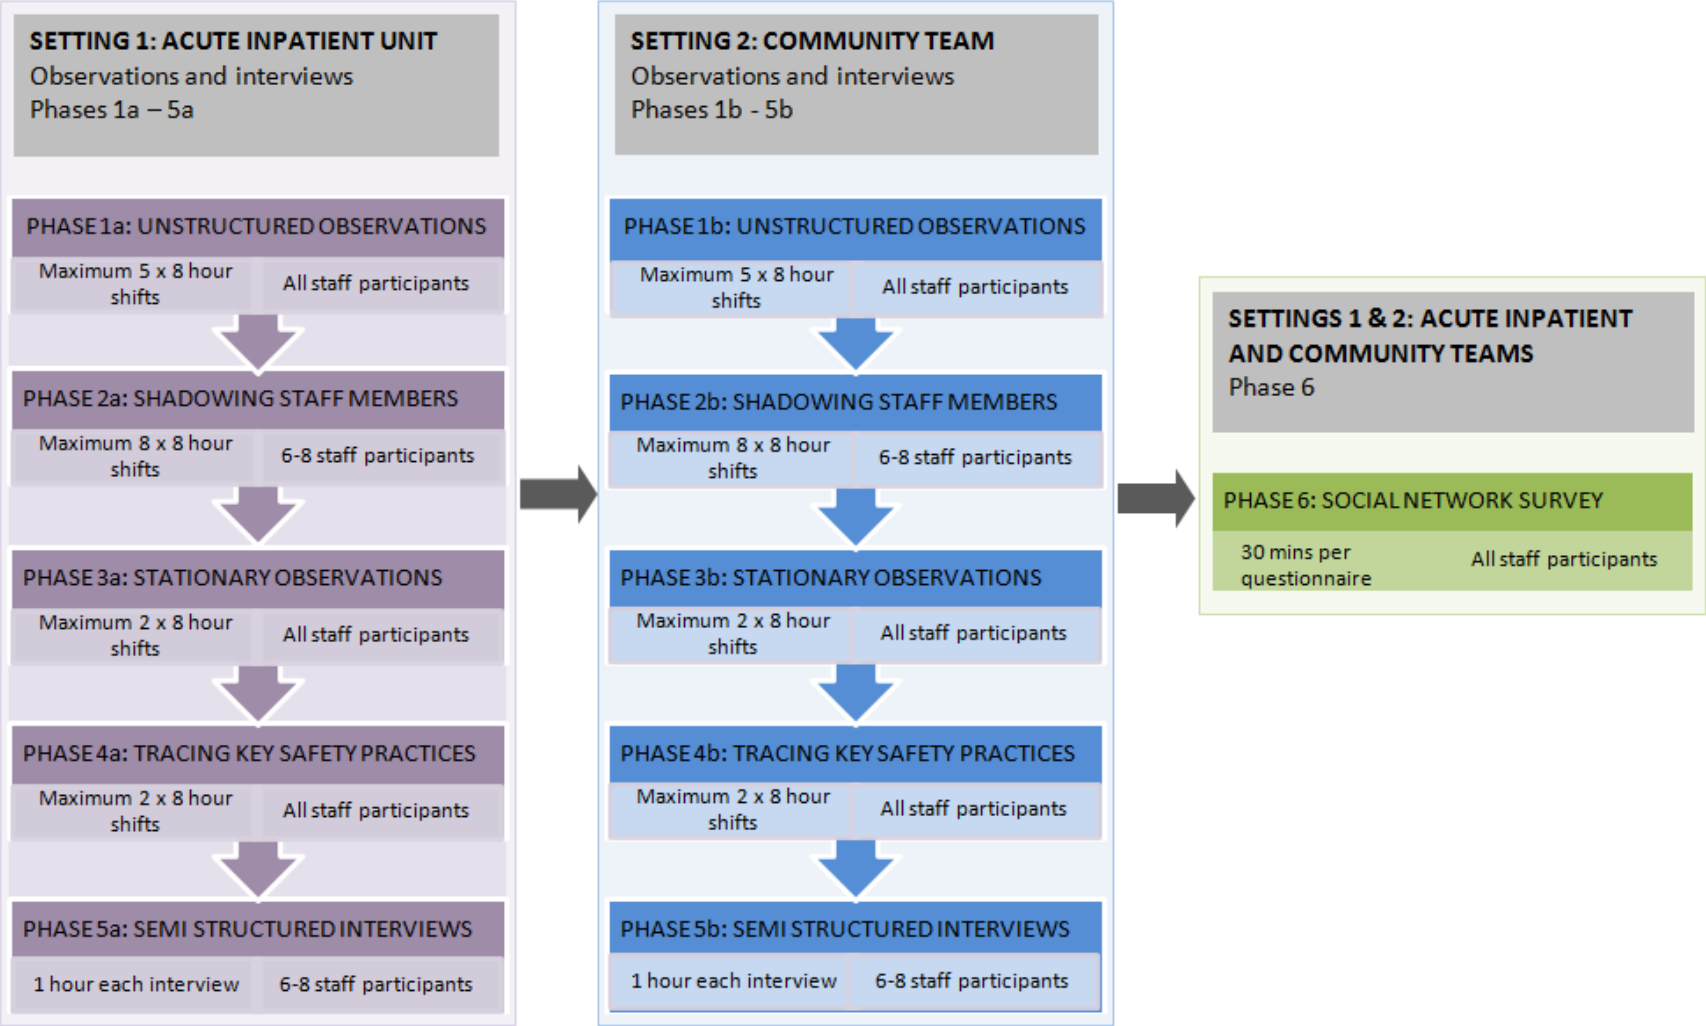 SETTING 1: ACUTE INPATIENT UNIT
Observations and interviews
Phases 1a – 5a
PHASE 1a: UNSTRUCTURED OBSERVATIONS
Maximum 5 x 8 hour
shifts
All staff participants
PHASE 2a: SHADOWING STAFF MEMBERS
Maximum 8 x 8 hour
shifts
6-8 staff participants
PHASE 3a: STATIONARY OBSERVATIONS
Maximum 2 x 8 hour
shifts
All staff participants
PHASE 4a: TRACING KEY SAFETY PRACTICES
Maximum 2 x 8 hour
shifts
All staff participants
PHASE 5a: SEMI STRUCTURED INTERVIEWS
1 hour each interview
6-8 staff participants
SETTING 2: COMMUNITY TEAM
Observations and interviews
Phases 1b - 5b
PHASE 1b: UNSTRUCTURED OBSERVATIONS
Maximum 5 x 8 hour
shifts
All staff participants
PHASE 2b: SHADOWING STAFF MEMBERS
Maximum 8 x 8 hour
shifts
6-8 staff participants
PHASE 3b: STATIONARY OBSERVATIONS
Maximum 2 x 8 hour
shifts
All staff participants
PHASE 4b: TRACING KEY SAFETY PRACTICES
Maximum 2 x 8 hour
shifts
All staff participants
PHASE 5b: SEMI STRUCTURED INTERVIEWS
1 hour each interview
6-8 staff participants
SETTINGS 1 & 2: ACUTE INPATIENT
AND COMMUNITY TEAMS
Phase 6
PHASE 6: SOCIAL NETWORK SURVEY
30 mins per
questionnaire
All staff participants